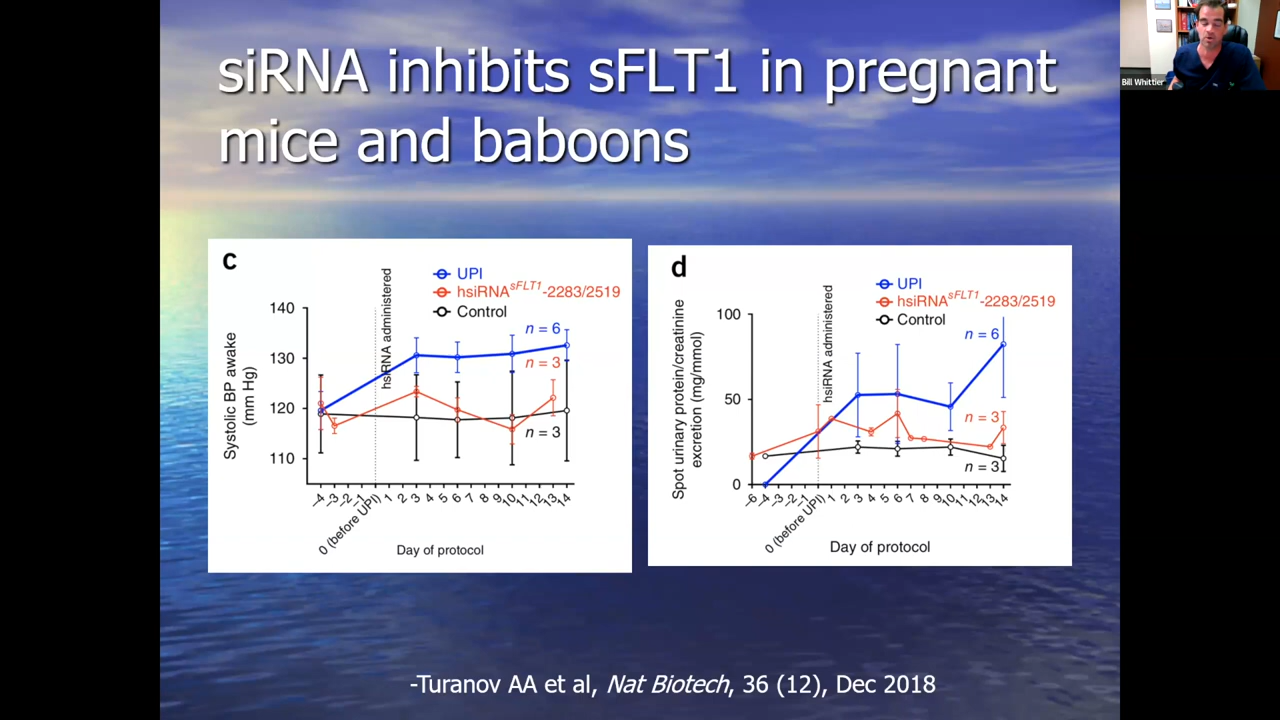 siRNA inhibits sFLT1 in pregnant
mice and baboons
Bill Whittier
c
UPI
hsiRNAsFLT1-2283/2519
Control
hsiRNA administered
n = 6
n = 3
n = 3
Systolic BP awake
(mm Hg)
140
130
120
110
–4 –3 –2 –1 0 (before UPI) 1 2 3 4 5 6 7 8 9 10 11 12 13 14
Day of protocol
d
UPI
hsiRNAsFLT1-2283/2519
Control
hsiRNA administered
n = 6
n = 3
n = 3
Spot urinary protein/creatinine
excretion (mg/mmol)
100
50
0
–6 –4 –3 –2 –1 0 (before UPI) 1 2 3 4 5 6 7 8 9 10 11 12 13 14
Day of protocol
-Turanov AA et al, Nat Biotech, 36 (12), Dec 2018